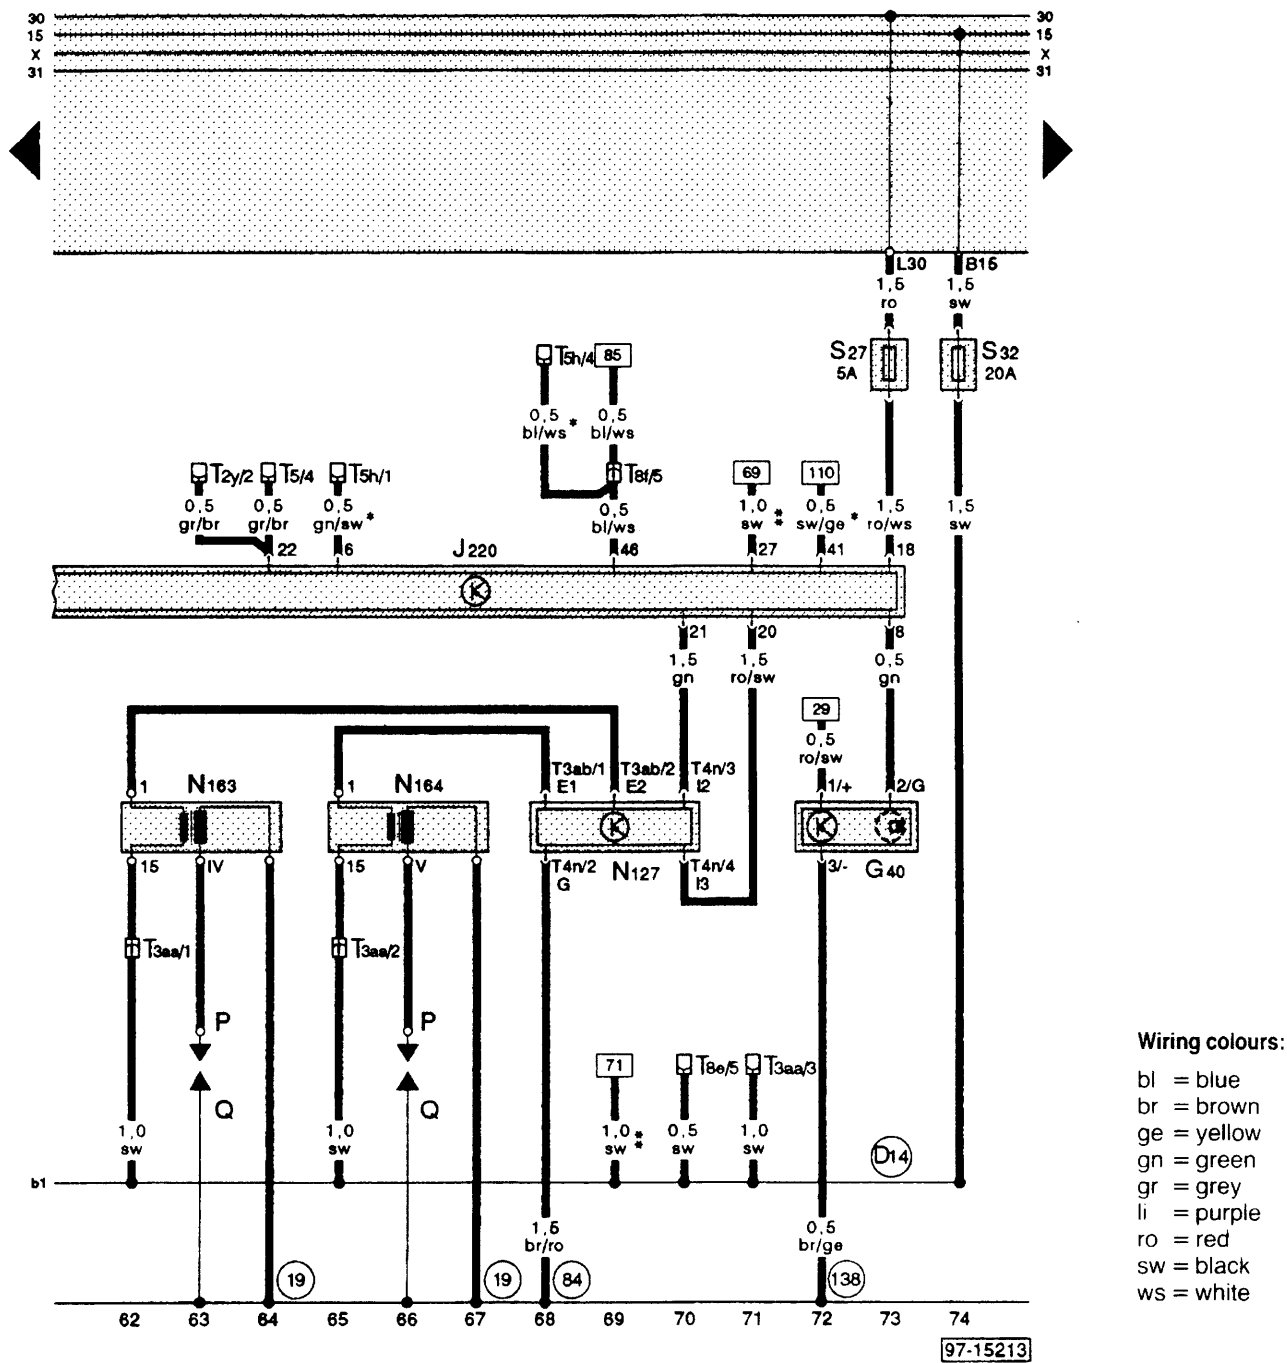 30 30
15 15
X X
31 31
L30 B15
1,5 1,5
ro sw
S27 S32
5A 20A
T5h/4 85
0,5 0,5
bl/ws* bl/ws
T2y/2 T5/4 T5h/1 T8f/5 69 110
0,5 0,5 0,5 0,5 1,0 0,5 1,5 1,5
gr/br gr/br gn/sw* bl/ws sw ** sw/ge * ro/ws sw
22 6 J220 46 27 41 18
K
21 20 8
1,5 1,5 0,5
gn ro/sw gn
29
0,5
ro/sw
T3ab/1 T3ab/2 T4n/3
1 N163 1 N164 E1 E2 I2 1/+ 2/G
K K
15 IV 15 V T4n/2 N127 T4n/4 3/- G40
G I3
T3aa/1 T3aa/2
P P
71 T8e/5 T3aa/3
Q Q
1,0 1,0 1,0 ** 0,5 1,0
sw sw sw sw sw
D14
b1
1,5 0,5
br/ro br/ge
19 19 84 138
62 63 64 65 66 67 68 69 70 71 72 73 74
97-15213
Wiring colours:
bl = blue
br = brown
ge = yellow
gn = green
gr = grey
li = purple
ro = red
sw = black
ws = white